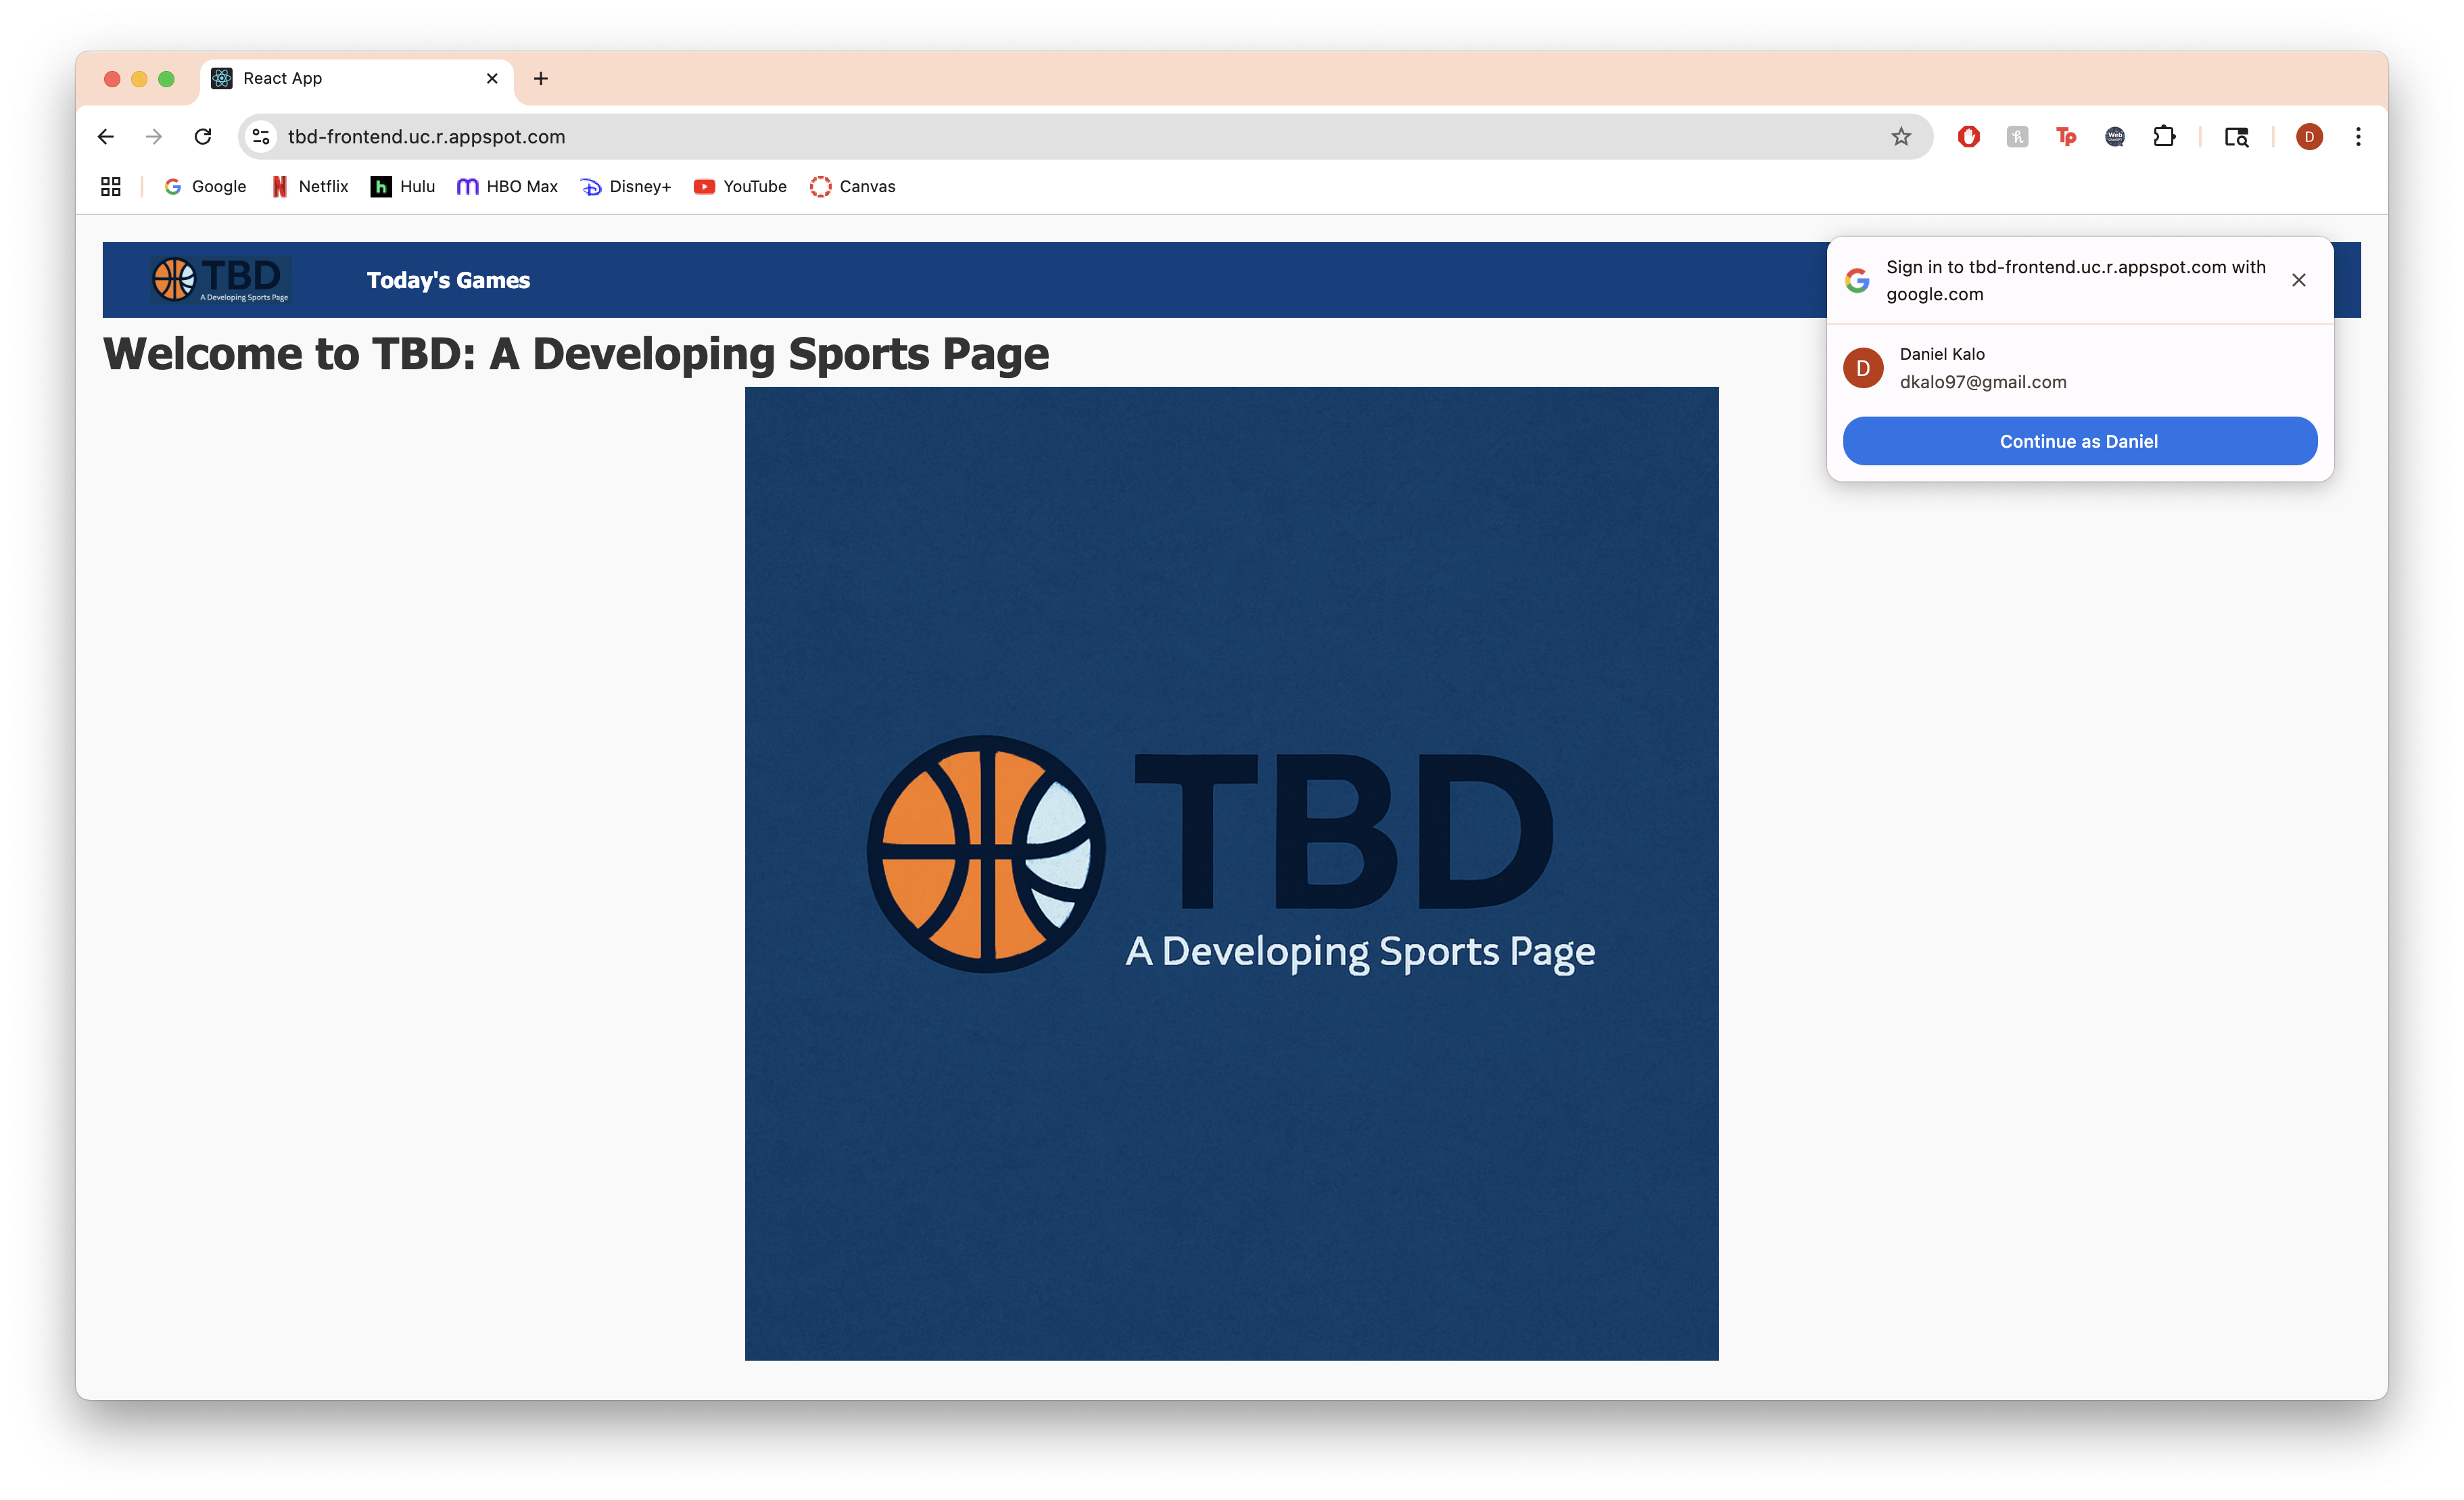 React App
tbd-frontend.uc.r.appspot.com
D
Google
Netflix
Hulu
HBO Max
Disney+
YouTube
Canvas
TBD
A Developing Sports Page
Today's Games
Sign in to tbd-frontend.uc.r.appspot.com with
google.com
D
Daniel Kalo
dkalo97@gmail.com
Continue as Daniel
Welcome to TBD: A Developing Sports Page
TBD
A Developing Sports Page